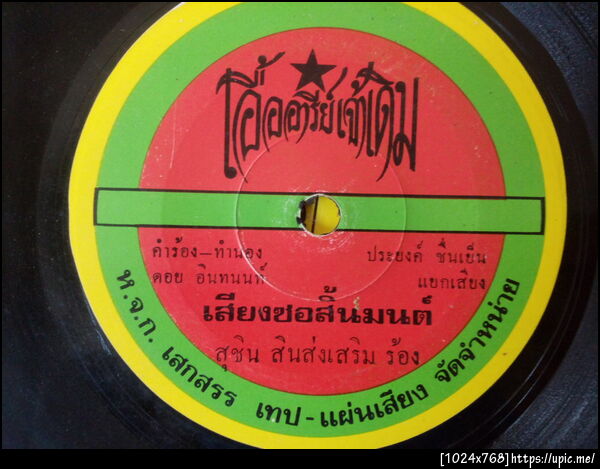 โอ้ออารีย์เจ้าเดิม
คำร้อง-ทำนอง
ดอย อินทนนท์
ประยงค์ ชื่นเย็น
แยกเสียง
เสียงซอสิ้นมนต์
สุชิน สินส่งเสริม ร้อง
ห.จ.ก. เสกสรร เทป-แผ่นเสียง จัดจำหน่าย
[1024x768]https://upic.me/